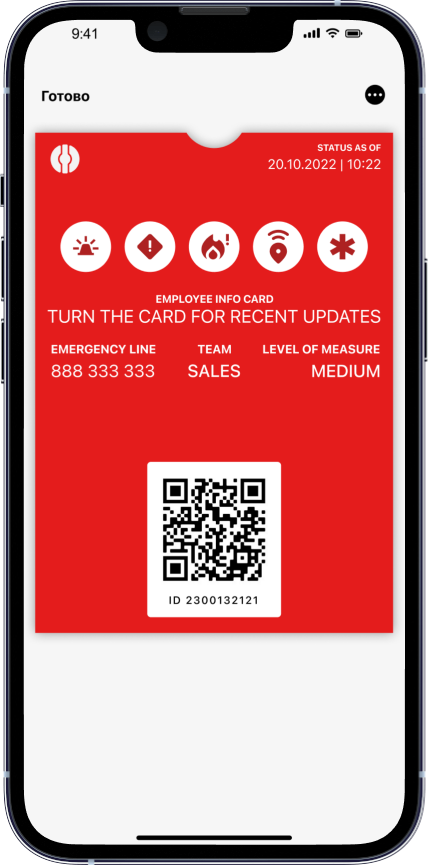 9:41
Готово
STATUS AS OF
20.10.2022 | 10:22
EMPLOYEE INFO CARD
TURN THE CARD FOR RECENT UPDATES
EMERGENCY LINE TEAM LEVEL OF MEASURE
888 333 333 SALES MEDIUM
ID 2300132121